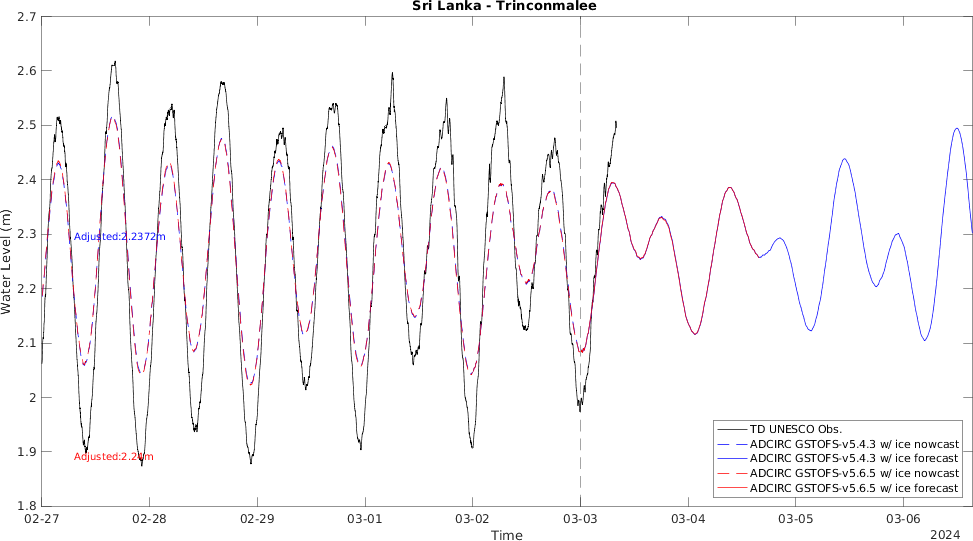 Sri Lanka - Trinconmalee
2.7
2.6
2.5
2.4
2.3
2.2
2.1
2
1.9
1.8
Water Level (m)
Adjusted:2.2372m
Adjusted:2.24m
TD UNESCO Obs.
ADCIRC GSTOFS-v5.4.3 w/ ice nowcast
ADCIRC GSTOFS-v5.4.3 w/ ice forecast
ADCIRC GSTOFS-v5.6.5 w/ ice nowcast
ADCIRC GSTOFS-v5.6.5 w/ ice forecast
02-27 02-28 02-29 03-01 03-02 03-03 03-04 03-05 03-06
Time
2024